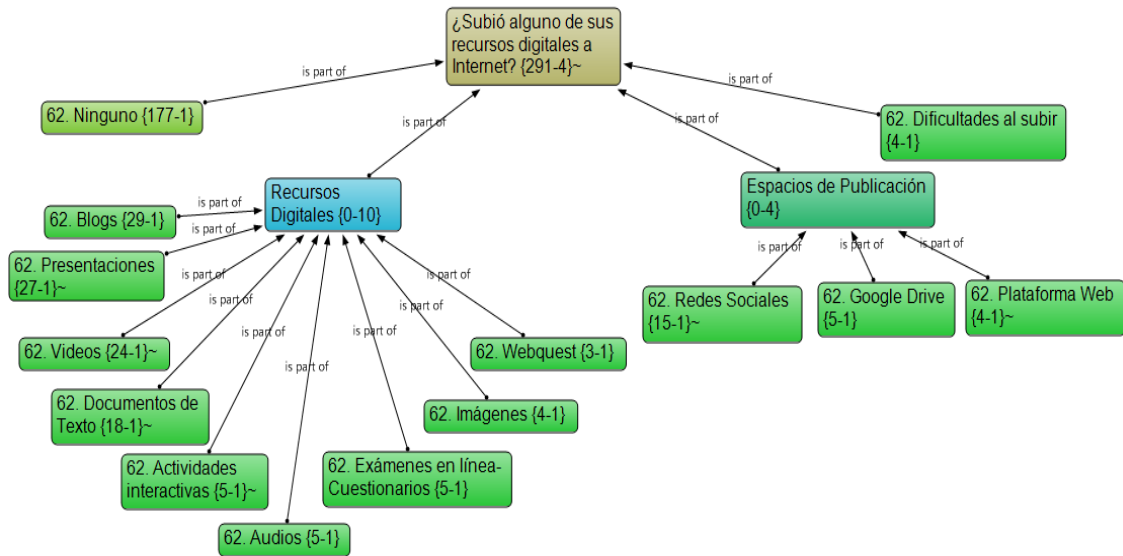 ¿Subió alguno de sus
recursos digitales a
Internet? {291-4}~
is part of
62. Ninguno {177-1}
is part of
is part of
is part of
62. Dificultades al subir
{4-1}
Recursos
Digitales {0-10}
Espacios de Publicación
{0-4}
62. Blogs {29-1}
is part of
is part of
62. Presentaciones
{27-1}~
is part of
is part of
is part of
is part of
is part of
is part of
is part of
is part of
is part of
is part of
is part of
62. Redes Sociales
{15-1}~
62. Google Drive
{5-1}
62. Plataforma Web
{4-1}~
62. Videos {24-1}~
62. Webquest {3-1}
62. Documentos de
Texto {18-1}~
62. Imágenes {4-1}
62. Actividades
interactivas {5-1}~
62. Exámenes en línea-
Cuestionarios {5-1}
62. Audios {5-1}